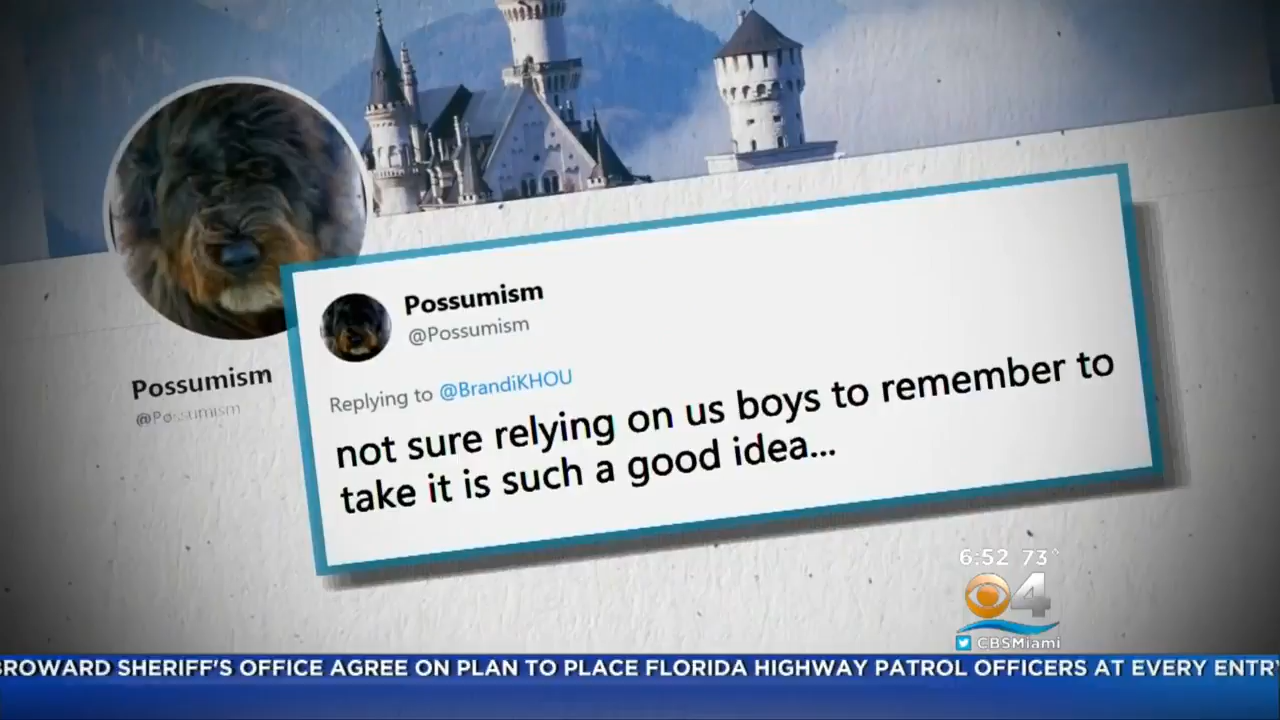 Possumism
@Possumism
Replying to @BrandiKHOU
not sure relying on us boys to remember to
take it is such a good idea...
Possumism
@Possumism
6:52 73°
4
CBSMiami
BROWARD SHERIFF'S OFFICE AGREE ON PLAN TO PLACE FLORIDA HIGHWAY PATROL OFFICERS AT EVERY ENTRY